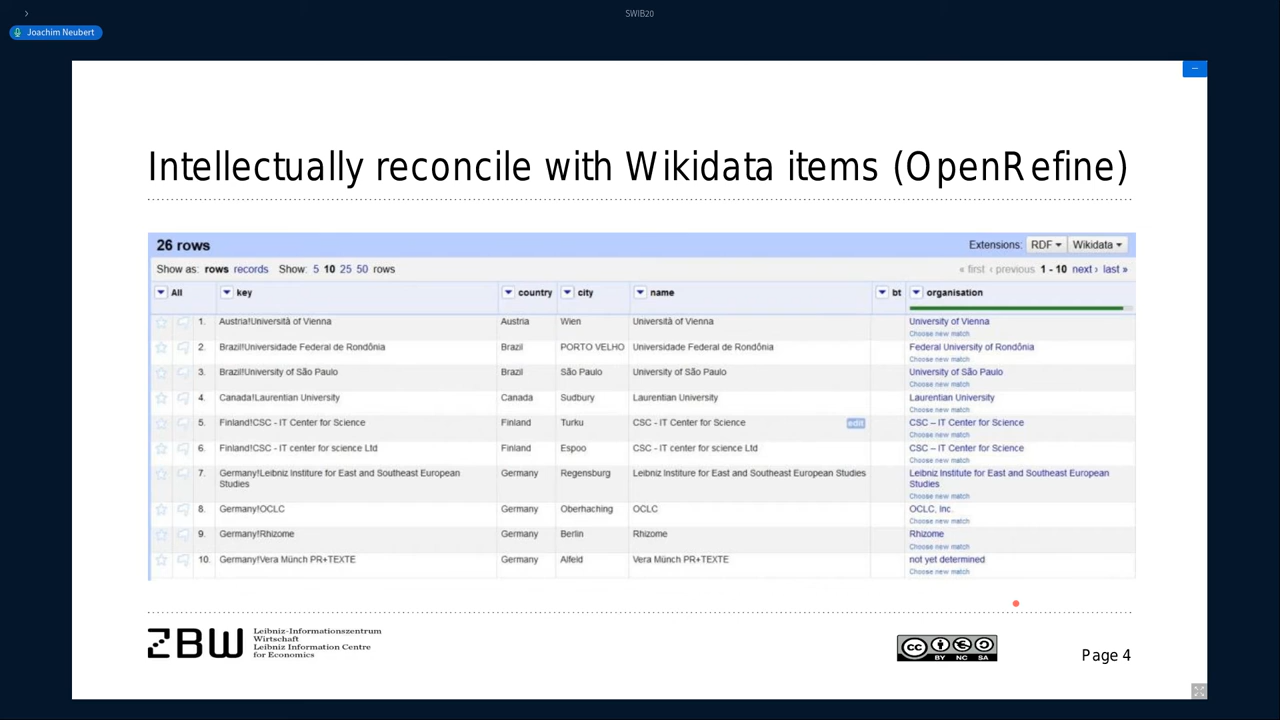 SWIB20
Joachim Neubert
Intellectually reconcile with Wikidata items (OpenRefine)
26 rows
Extensions: RDF Wikidata
Show as: rows records Show: 5 10 25 50 rows
« first ‹ previous 1 - 10 next › last »
All key country city name bt organisation
1. Austria!Università of Vienna Austria Wien Università of Vienna University of Vienna
Choose new match
2. Brazil!Universidade Federal de Rondônia Brazil PORTO VELHO Universidade Federal de Rondônia Federal University of Rondônia
Choose new match
3. Brazil!University of São Paulo Brazil São Paulo University of São Paulo University of São Paulo
Choose new match
4. Canada!Laurentian University Canada Sudbury Laurentian University Laurentian University
Choose new match
5. Finland!CSC - IT Center for Science Finland Turku CSC - IT Center for Science edit CSC – IT Center for Science
Choose new match
6. Finland!CSC - IT center for science Ltd Finland Espoo CSC - IT center for science Ltd CSC – IT Center for Science
Choose new match
7. Germany!Leibniz Institure for East and Southeast European Germany Regensburg Leibniz Institure for East and Southeast European Studies Leibniz Institute for East and Southeast European
Studies Studies
Choose new match
8. Germany!OCLC Germany Oberhaching OCLC OCLC, Inc.
Choose new match
9. Germany!Rhizome Germany Berlin Rhizome Rhizome
Choose new match
10. Germany!Vera Münch PR+TEXTE Germany Alfeld Vera Münch PR+TEXTE not yet determined
Choose new match
ZBW
Leibniz-Informationszentrum
Wirtschaft
Leibniz Information Centre
for Economics
CC
BY NC SA
Page 4